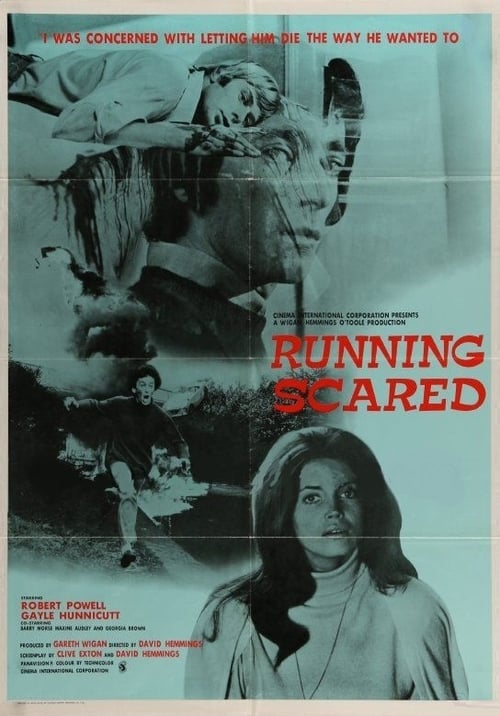 "I WAS CONCERNED WITH LETTING HIM DIE THE WAY HE WANTED TO
CINEMA INTERNATIONAL CORPORATION PRESENTS
A WIGAN HEMMINGS O'TOOLE PRODUCTION
RUNNING
SCARED
STARRING
ROBERT POWELL
GAYLE HUNNICUTT
CO-STARRING
BARRY MORSE MAXINE AUDLEY AND GEORGIA BROWN
PRODUCED BY GARETH WIGAN DIRECTED BY DAVID HEMMINGS
SCREENPLAY BY CLIVE EXTON AND DAVID HEMMINGS
PANAVISION® COLOUR BY TECHNICOLOR
CINEMA INTERNATIONAL CORPORATION